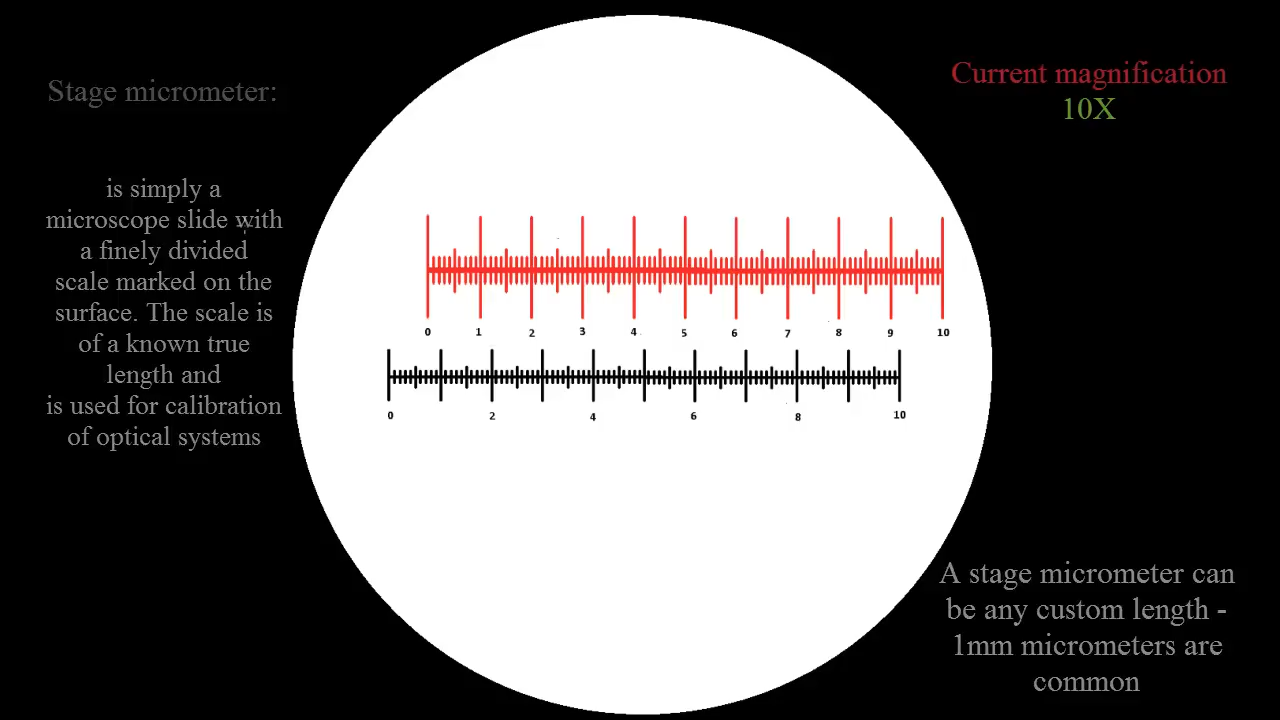 Stage micrometer:
is simply a
microscope slide with
a finely divided
scale marked on the
surface. The scale is
of a known true
length and
is used for calibration
of optical systems
Current magnification
10X
0 1 2 3 4 5 6 7 8 9 10
0 2 4 6 8 10
A stage micrometer can
be any custom length -
1mm micrometers are
common